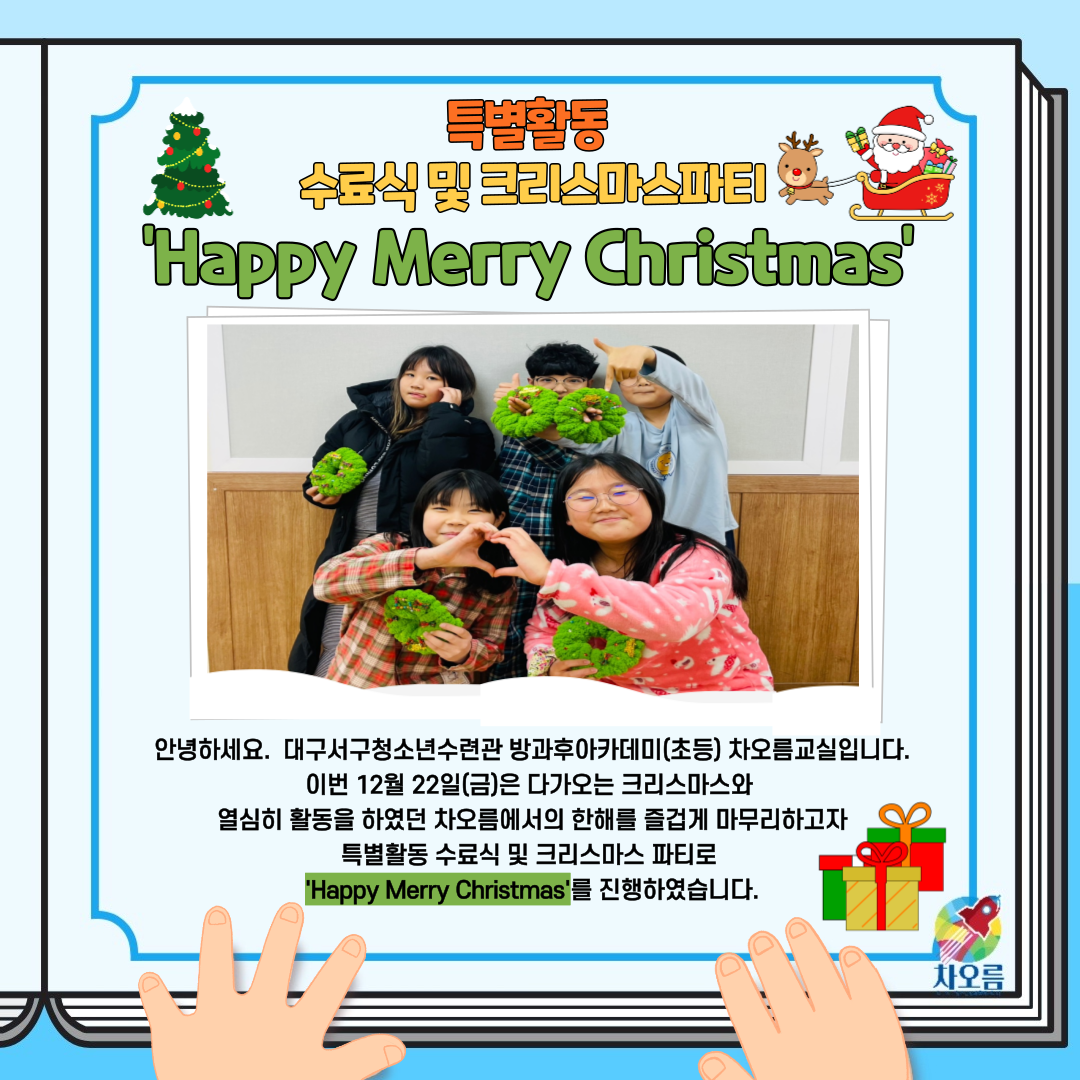 특별활동
수료식 및 크리스마스파티
'Happy Merry Christmas'
안녕하세요. 대구서구청소년수련관 방과후아카데미(초등) 차오름교실입니다.
이번 12월 22일(금)은 다가오는 크리스마스와
열심히 활동을 하였던 차오름에서의 한해를 즐겁게 마무리하고자
특별활동 수료식 및 크리스마스 파티로
'Happy Merry Christmas'를 진행하였습니다.
차오름